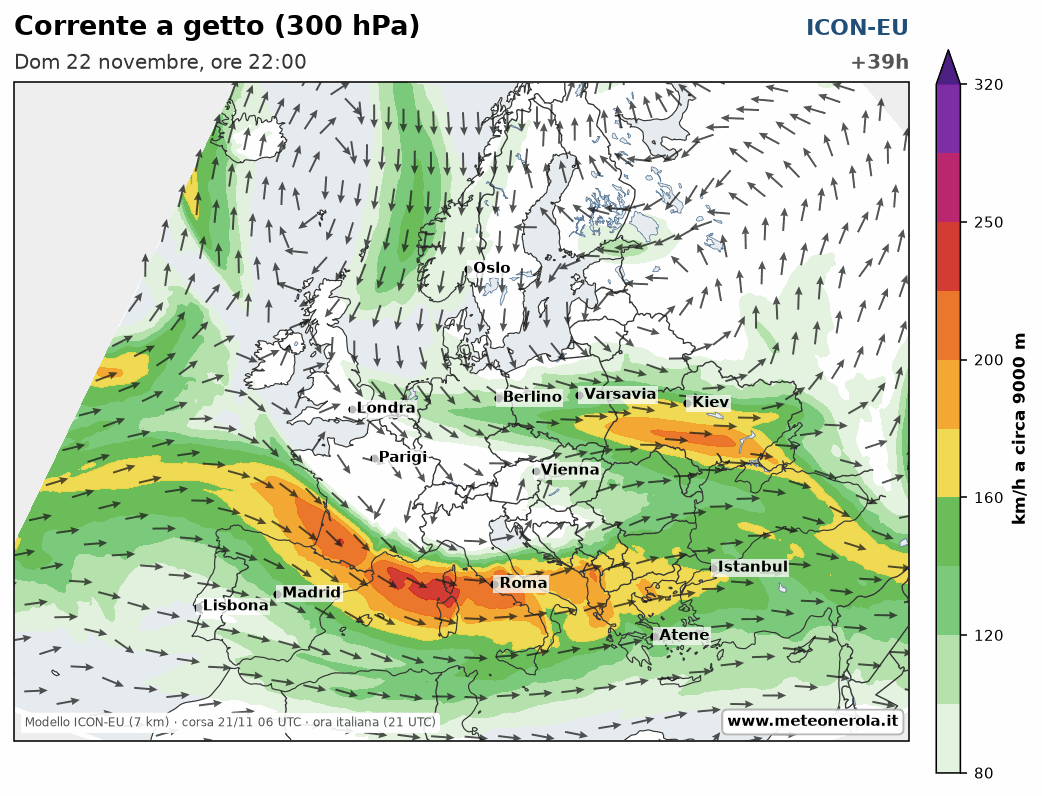 Corrente a getto (300 hPa)
ICON-EU
Dom 22 novembre, ore 22:00
+39h
320
250
200
160
120
80
km/h a circa 9000 m
Oslo
Londra
Berlino
Varsavia
Kiev
Parigi
Vienna
Roma
Istanbul
Madrid
Lisbona
Atene
Modello ICON-EU (7 km) · corsa 21/11 06 UTC · ora italiana (21 UTC)
www.meteonerola.it